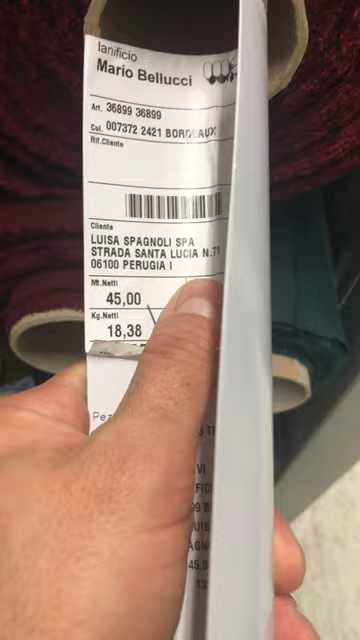 lanificio
Mario Bellucci
Art. 36899 36899
Col. 007372 2421 BORDEAUX
Rif.Cliente
Cliente
LUISA SPAGNOLI SPA
STRADA SANTA LUCIA N.71
06100 PERUGIA I
Mt.Netti
45,00
Kg.Netti
18,38